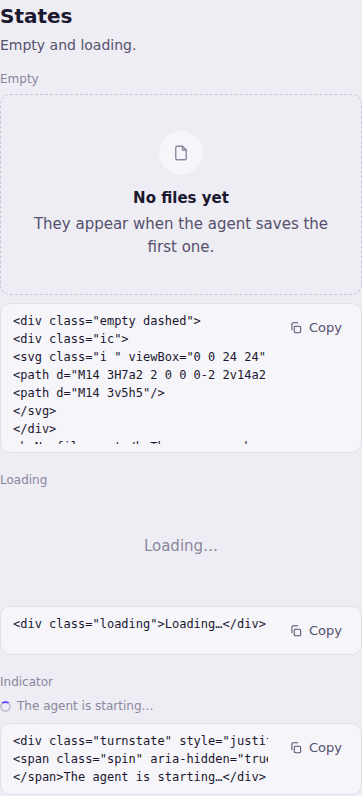 States
Empty and loading.
Empty
No files yet
They appear when the agent saves the
first one.
<div class="empty dashed">
<div class="ic">
<svg class="i " viewBox="0 0 24 24"
<path d="M14 3H7a2 2 0 0 0-2 2v14a2
<path d="M14 3v5h5"/>
</svg>
</div>
Copy
Loading
Loading…
<div class="loading">Loading…</div>
Copy
Indicator
The agent is starting…
<div class="turnstate" style="justif
<span class="spin" aria-hidden="true
</span>The agent is starting…</div>
Copy